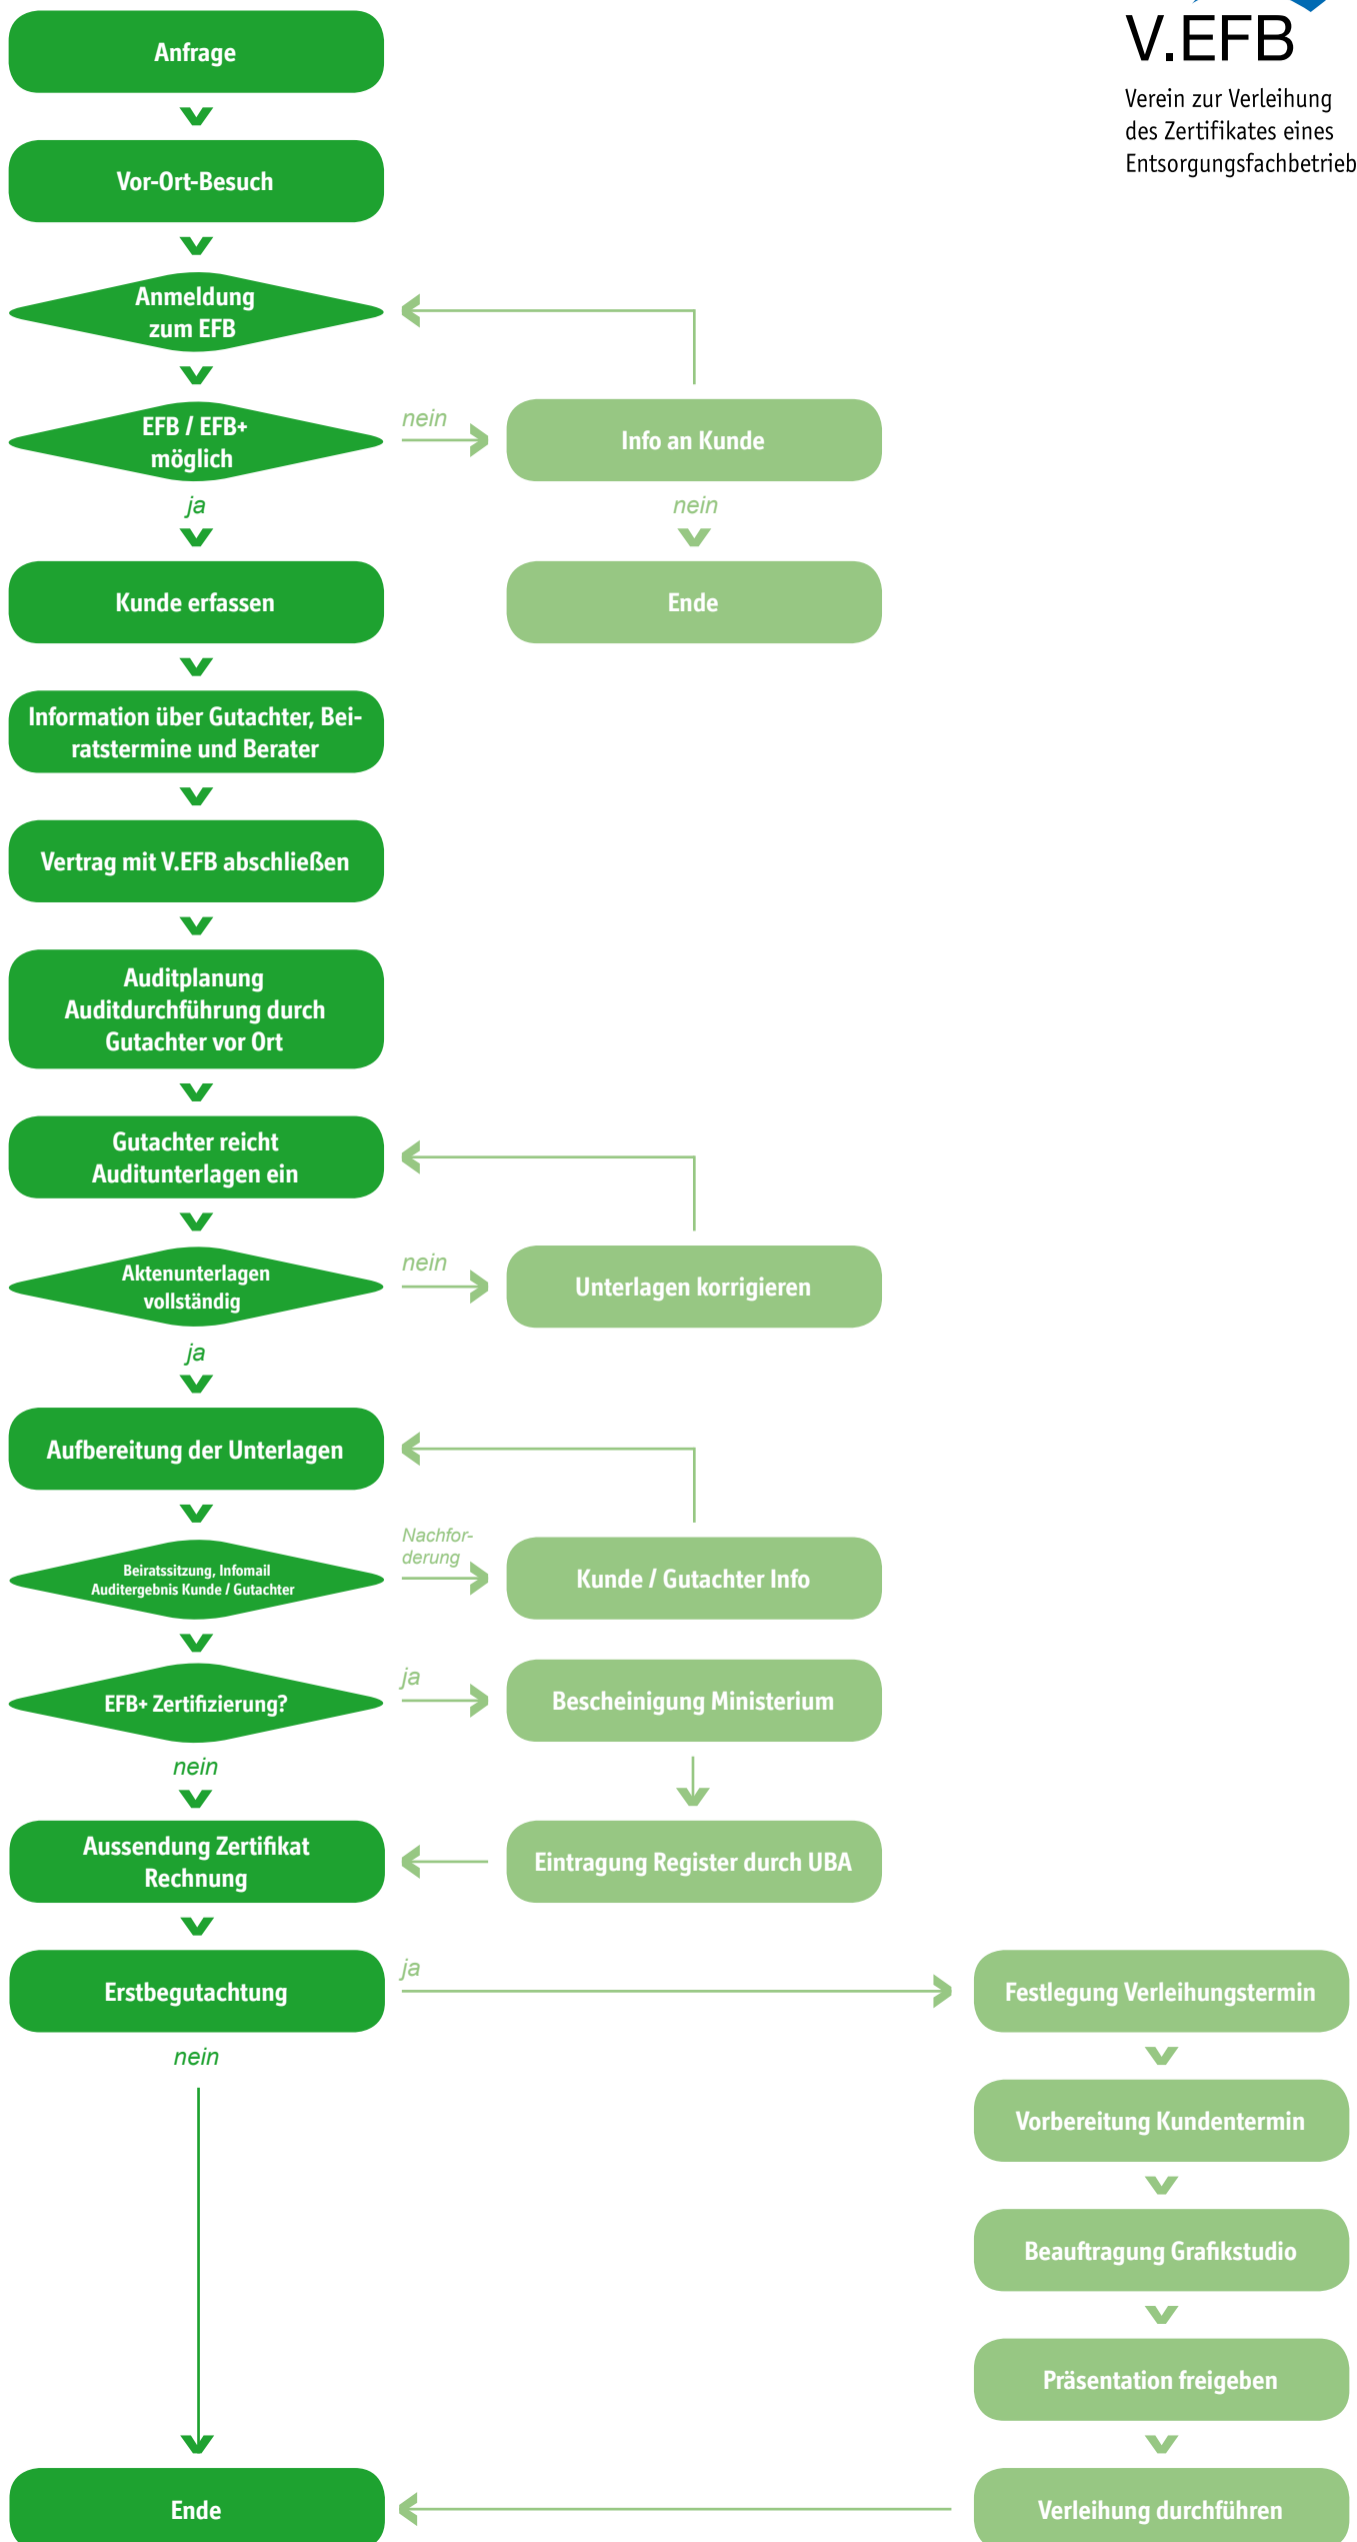 V.EFB
Verein zur Verleihung
des Zertifikates eines
Entsorgungsfachbetrieb
Anfrage
Vor-Ort-Besuch
Anmeldung
zum EFB
EFB / EFB+
möglich
nein
Info an Kunde
ja
nein
Kunde erfassen
Ende
Information über Gutachter, Bei-
ratstermine und Berater
Vertrag mit V.EFB abschließen
Auditplanung
Auditdurchführung durch
Gutachter vor Ort
Gutachter reicht
Auditunterlagen ein
Aktenunterlagen
vollständig
nein
Unterlagen korrigieren
ja
Aufbereitung der Unterlagen
Beiratssitzung, Infomail
Auditergebnis Kunde / Gutachter
Nachfor-
derung
Kunde / Gutachter Info
EFB+ Zertifizierung?
ja
Bescheinigung Ministerium
nein
Aussendung Zertifikat
Rechnung
Eintragung Register durch UBA
Erstbegutachtung
ja
Festlegung Verleihungstermin
nein
Vorbereitung Kundentermin
Beauftragung Grafikstudio
Präsentation freigeben
Ende
Verleihung durchführen